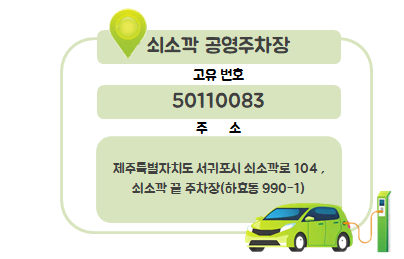 쇠소깍 공영주차장
고유 번호
50110083
주 소
제주특별자치도 서귀포시 쇠소깍로 104 ,
쇠소깍 끝 주차장(하효동 990-1)